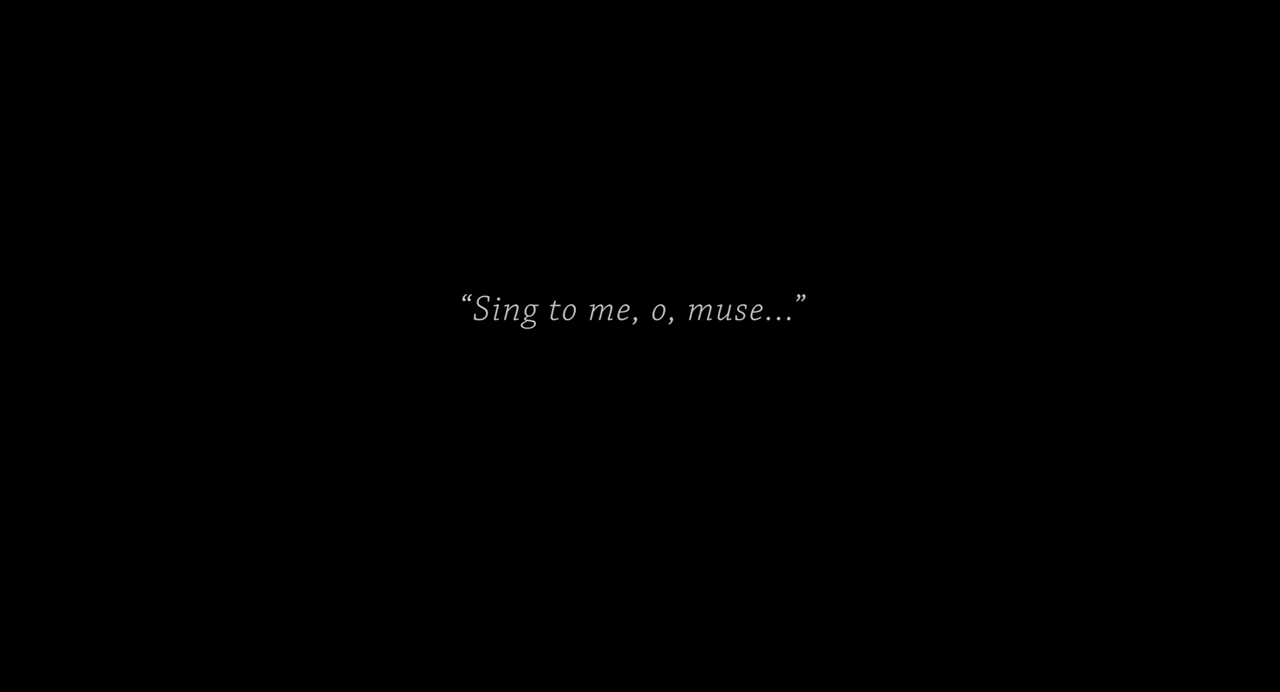 “Sing to me, o, muse...”